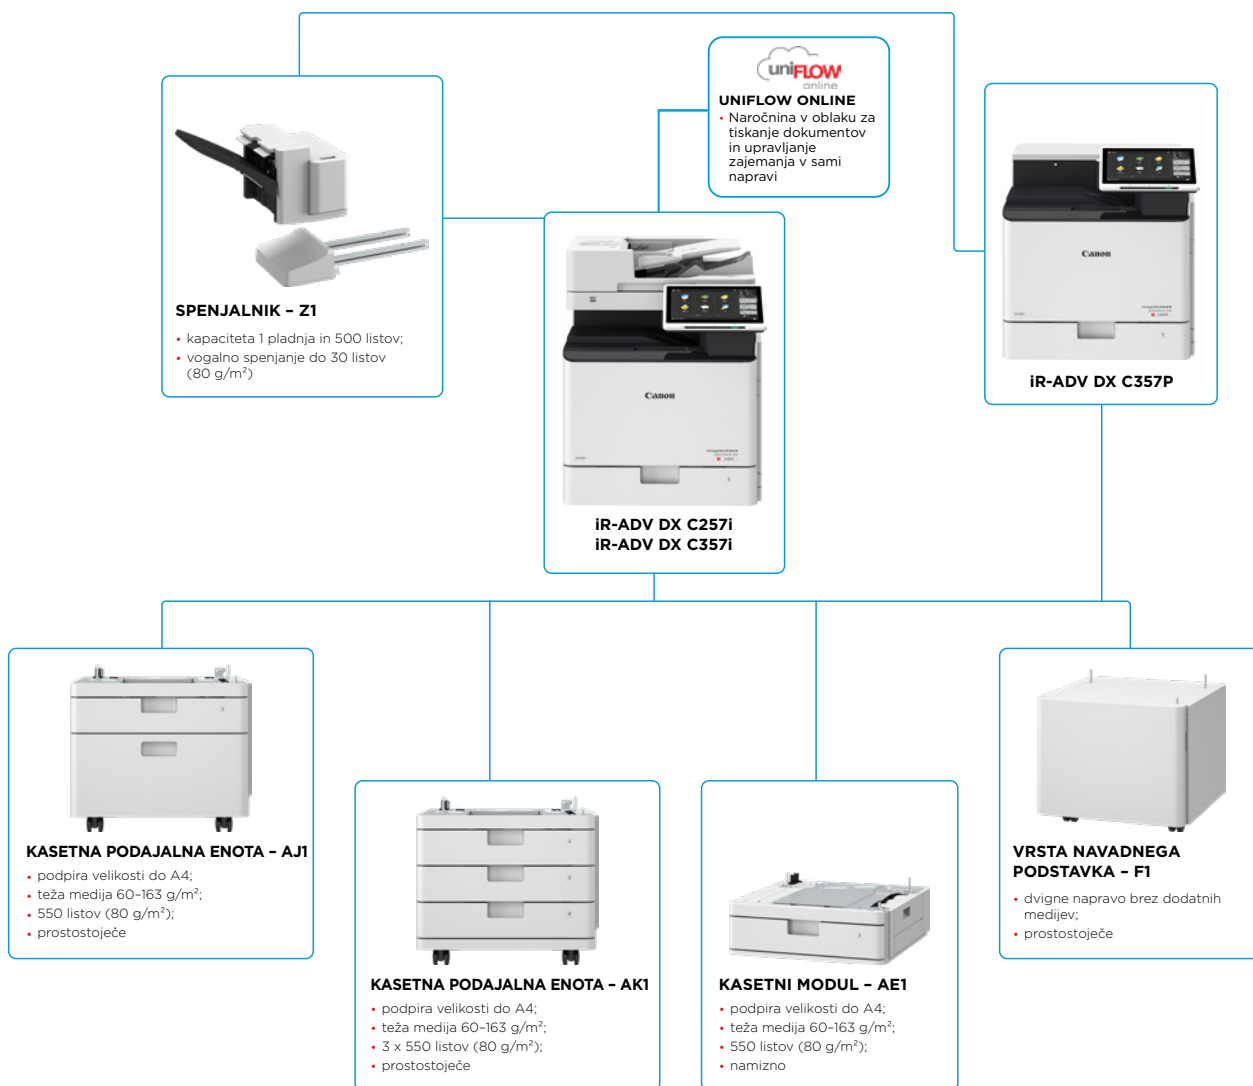 uniFLOW
online
UNIFLOW ONLINE
• Naročnina v oblaku za
tiskanje dokumentov
in upravljanje
zajemanja v sami
napravi
SPENJALNIK – Z1
• kapaciteta 1 pladnja in 500 listov;
• vogalno spenjanje do 30 listov
(80 g/m²)
Canon
iR-ADV DX C257i
iR-ADV DX C357i
Canon
iR-ADV DX C357P
KASETNA PODAJALNA ENOTA – AJ1
• podpira velikosti do A4;
• teža medija 60–163 g/m²;
• 550 listov (80 g/m²);
• prostostoječe
KASETNA PODAJALNA ENOTA – AK1
• podpira velikosti do A4;
• teža medija 60–163 g/m²;
• 3 x 550 listov (80 g/m²);
• prostostoječe
KASETNI MODUL – AE1
• podpira velikosti do A4;
• teža medija 60–163 g/m²;
• 550 listov (80 g/m²);
• namizno
VRSTA NAVADNEGA
PODSTAVKA – F1
• dvigne napravo brez dodatnih
medijev;
• prostostoječe